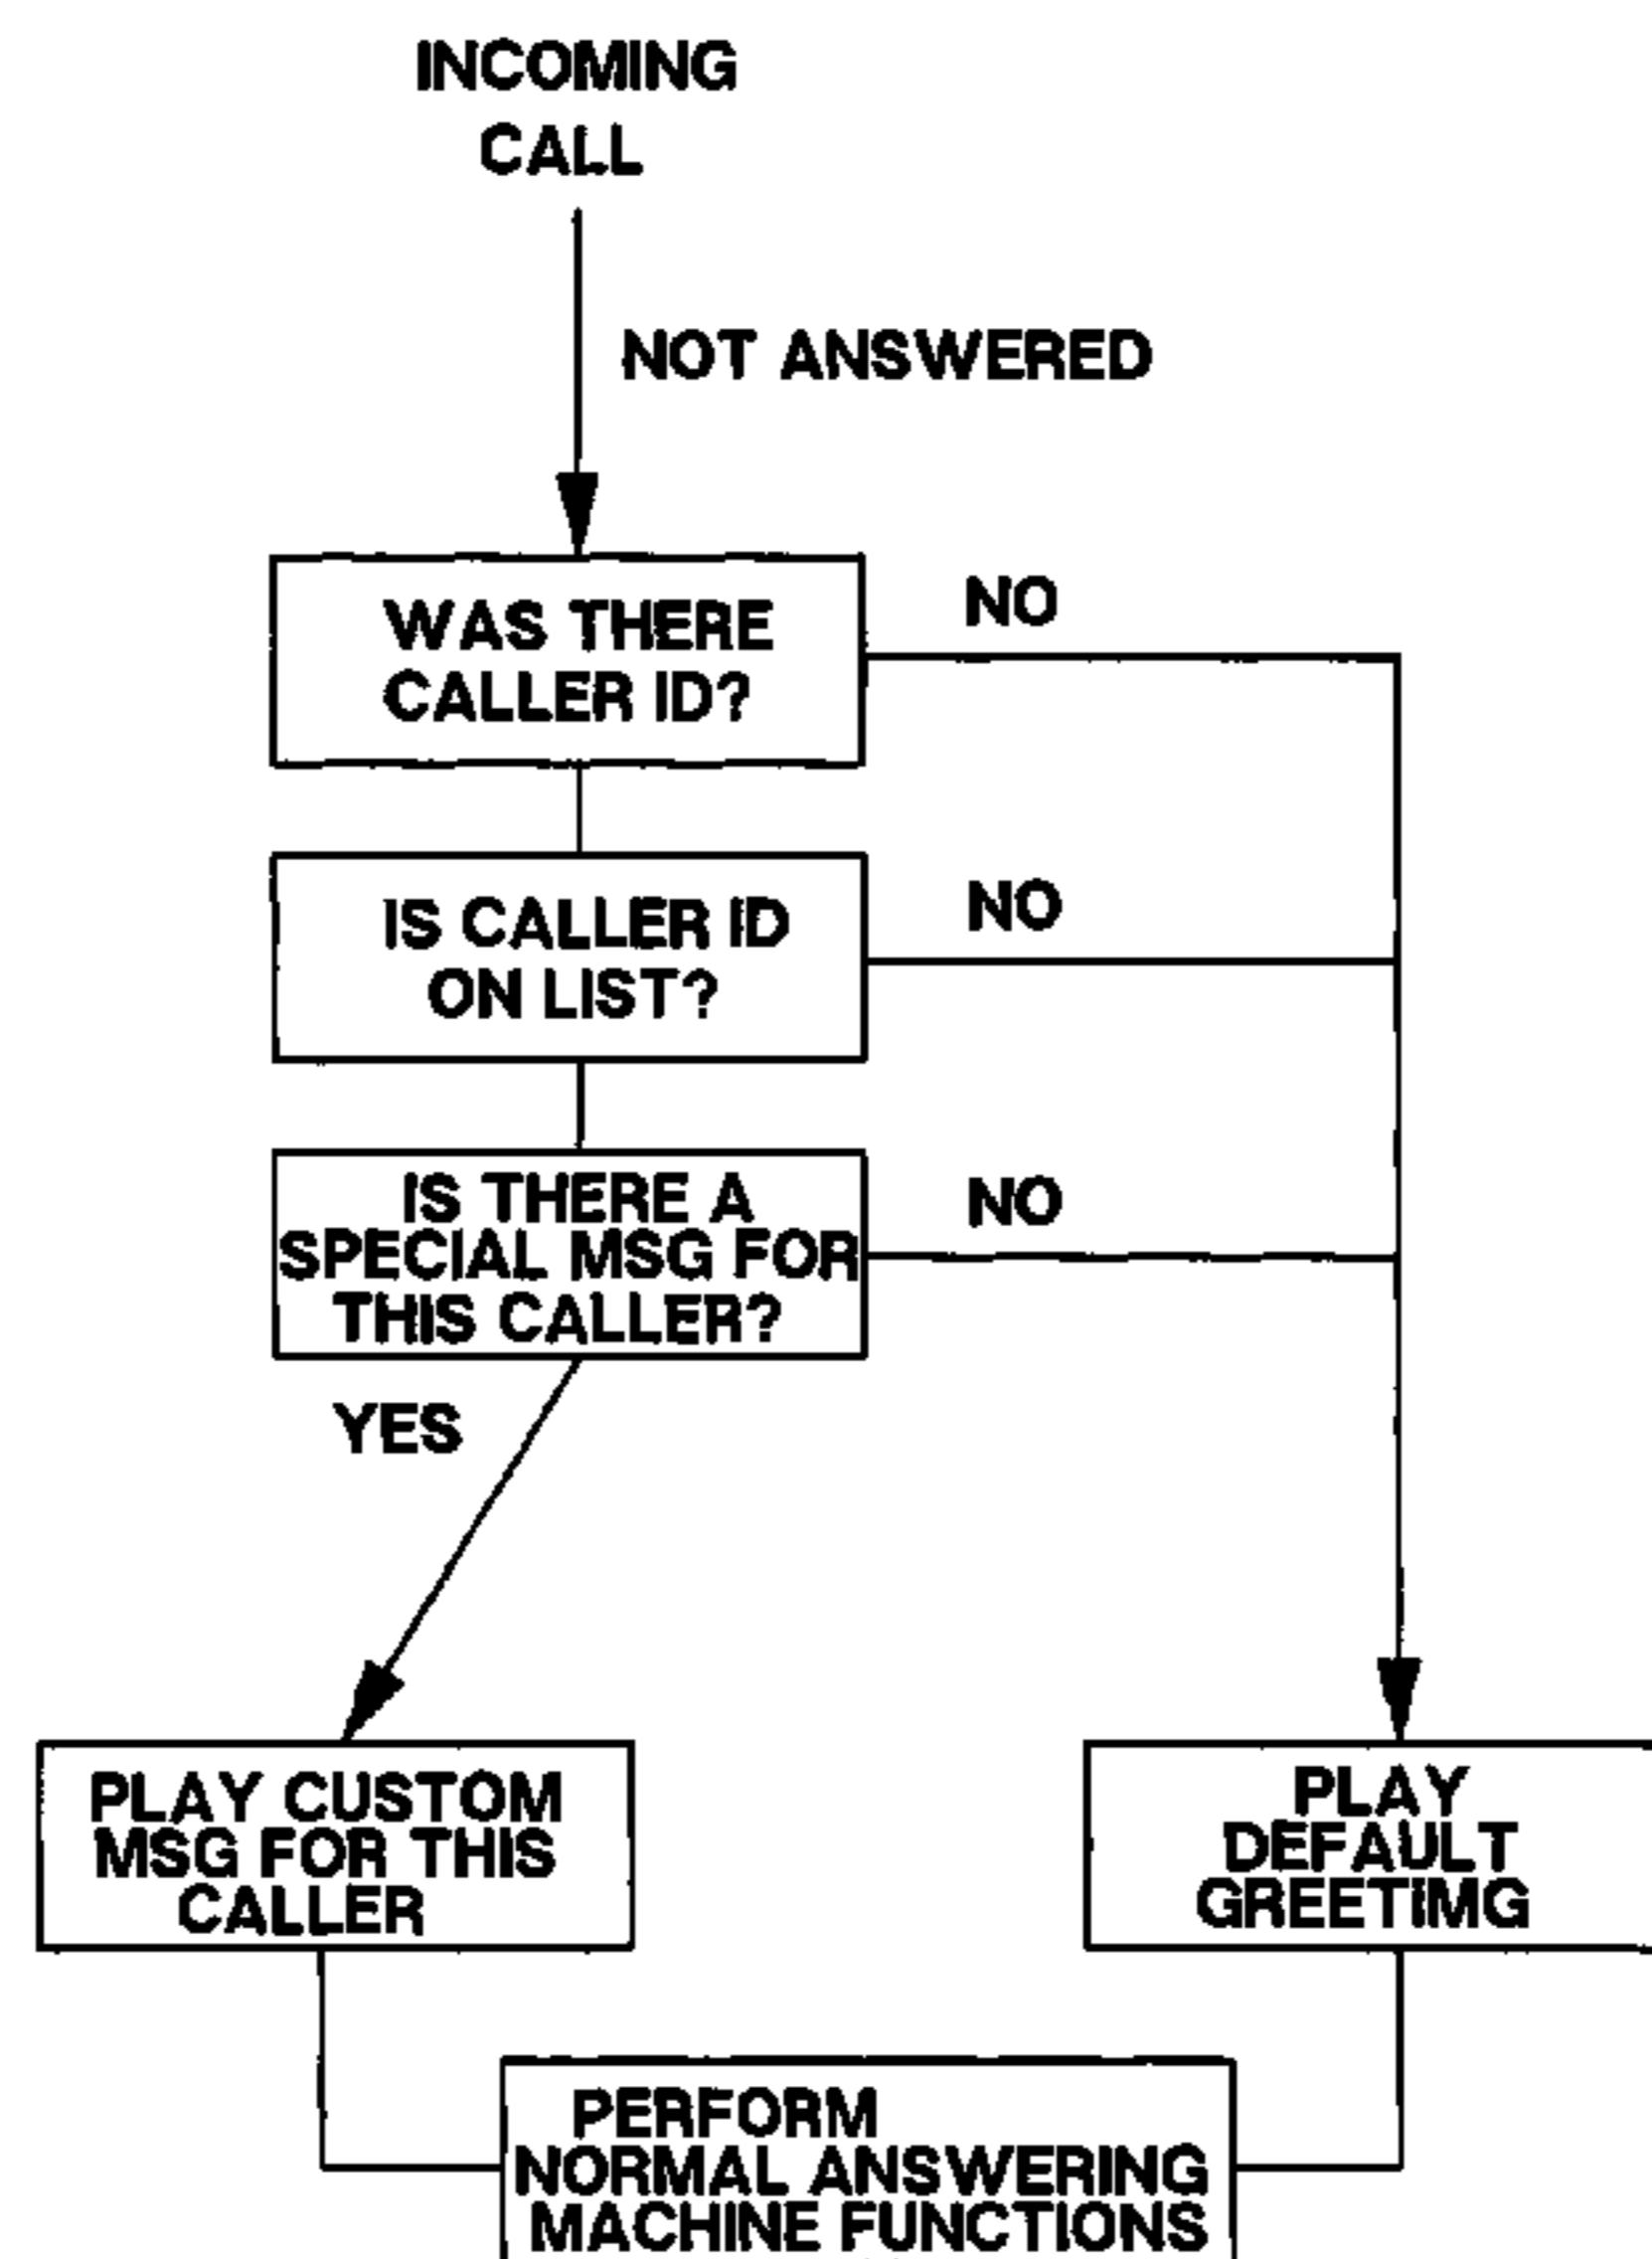 INCOMING
CALL
NOT ANSWERED
WAS THERE
CALLER ID?
NO
IS CALLER ID
ON LIST?
NO
IS THERE A
SPECIAL MSG FOR
THIS CALLER?
NO
YES
PLAY CUSTOM
MSG FOR THIS
CALLER
PLAY
DEFAULT
GREETIMG
PERFORM
NORMAL ANSWERING
MACHINE FUNCTIONS